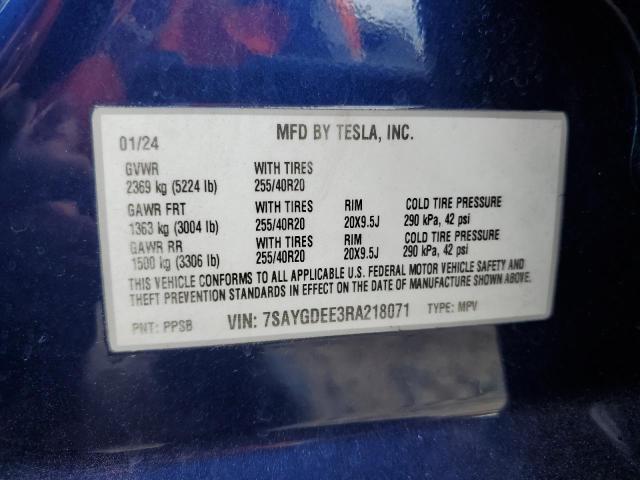 01/24 MFD BY TESLA, INC.
GVWR WITH TIRES
2369 kg (5224 lb) 255/40R20
GAWR FRT WITH TIRES RIM COLD TIRE PRESSURE
1363 kg (3004 lb) 255/40R20 20X9.5J 290 kPa, 42 psi
GAWR RR WITH TIRES RIM COLD TIRE PRESSURE
1500 kg (3306 lb) 255/40R20 20X9.5J 290 kPa, 42 psi
THIS VEHICLE CONFORMS TO ALL APPLICABLE U.S. FEDERAL MOTOR VEHICLE SAFETY AND
THEFT PREVENTION STANDARDS IN EFFECT ON THE DATE OF MANUFACTURE SHOWN ABOVE.
PNT: PPSB VIN: 7SAYGDEE3RA218071 TYPE: MPV